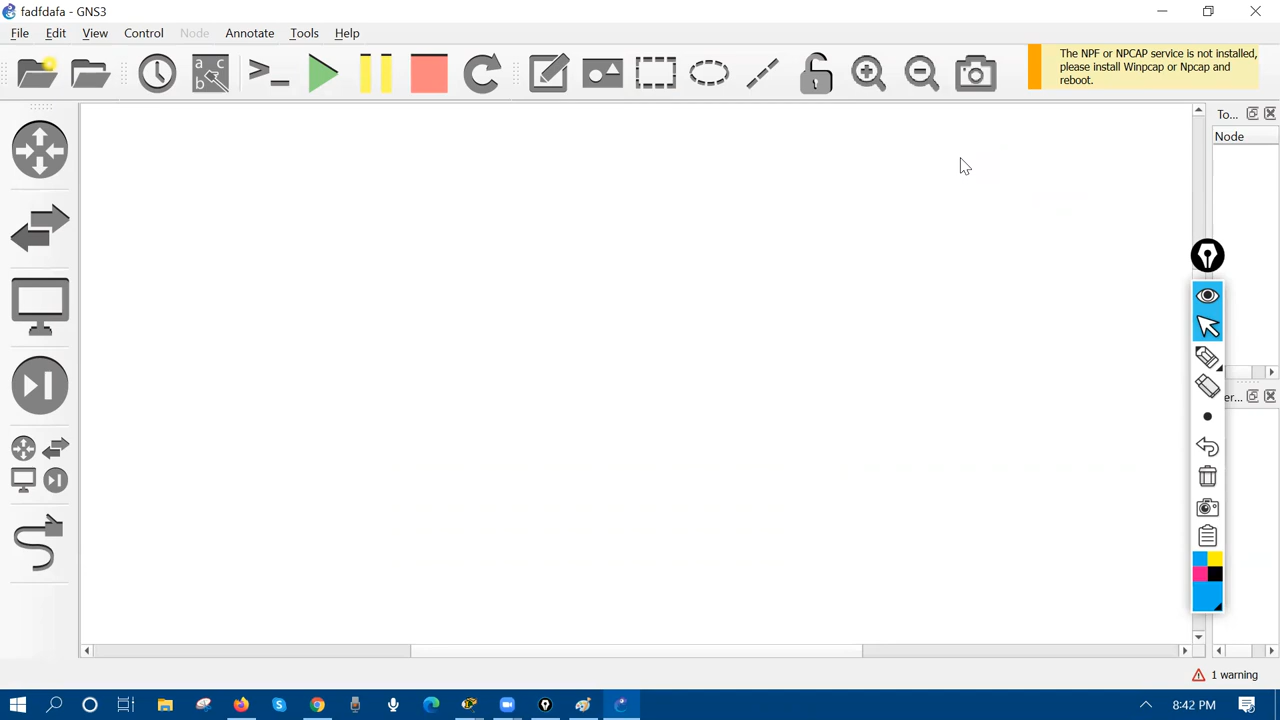 fadfdafa - GNS3
File Edit View Control Node Annotate Tools Help
a c
b
>_
The NPF or NPCAP service is not installed,
please install Winpcap or Npcap and
reboot.
To...
Node
er...
1 warning
8:42 PM